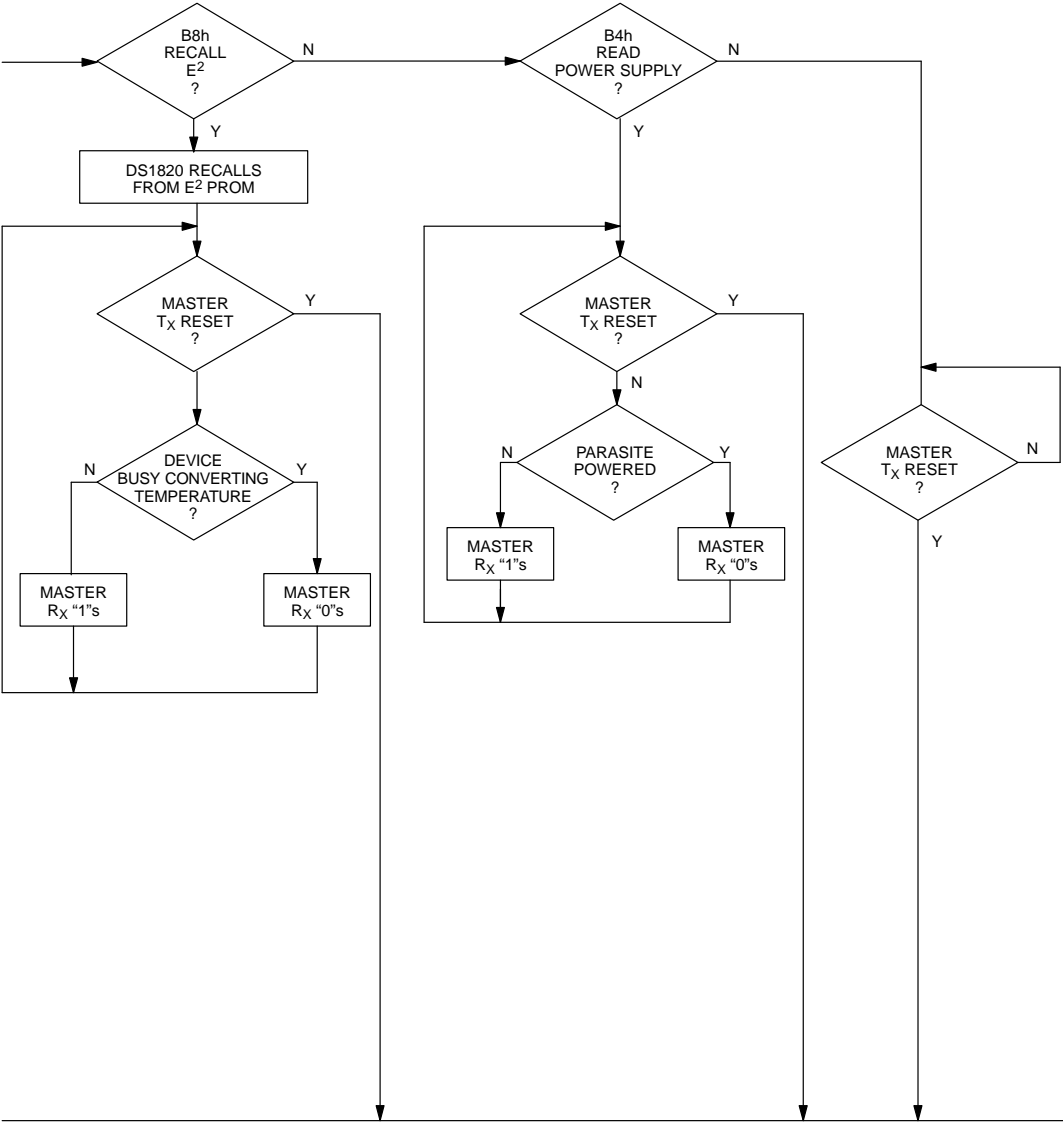 B8h
RECALL
E2
?
N
Y
B4h
READ
POWER SUPPLY
?
N
Y
DS1820 RECALLS
FROM E2 PROM
MASTER
TX RESET
?
Y
MASTER
TX RESET
?
Y
N
DEVICE
BUSY CONVERTING
TEMPERATURE
?
N
Y
PARASITE
POWERED
?
N
Y
MASTER
TX RESET
?
N
Y
MASTER
RX “1”s
MASTER
RX “0”s
MASTER
RX “1”s
MASTER
RX “0”s